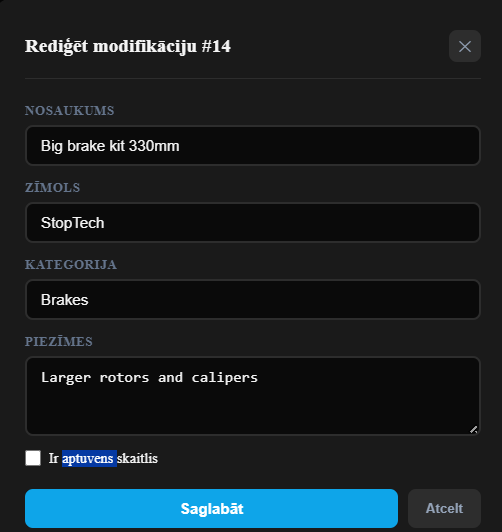 Rediģēt modifikāciju #14
NOSAUKUMS
Big brake kit 330mm
ZĪMOLS
StopTech
KATEGORIJA
Brakes
PIEZĪMES
Larger rotors and calipers
Ir aptuvens skaitlis
Saglabāt
Atcelt